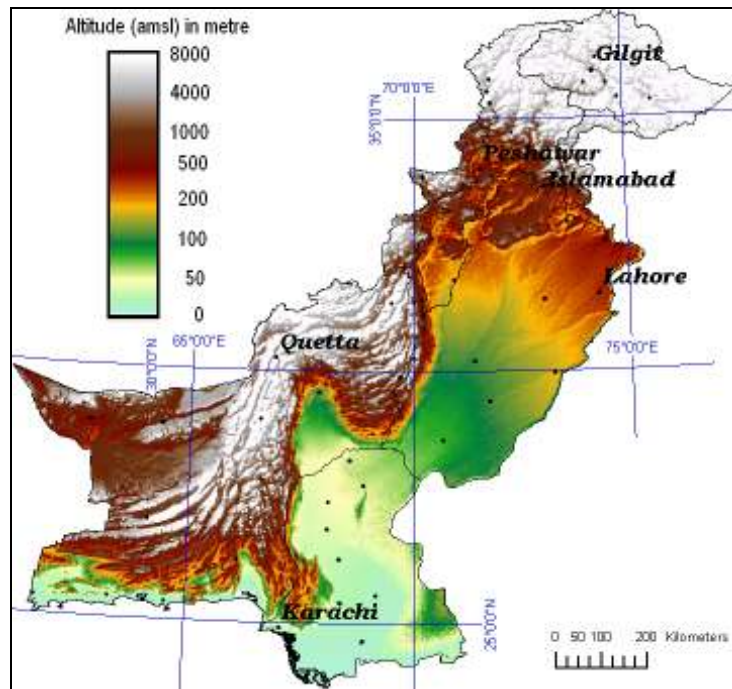 Altitude (amsl) in metre
8000
4000
1000
500
200
100
50
0
Gilgit
70°0'0"E
35°0'0"N
Peshawar
Islamabad
Lahore
65°0'0"E
Quetta
75°0'0"E
30°0'0"N
Karachi
25°0'0"N
0 50 100 200 Kilometers